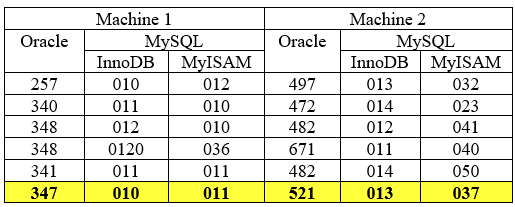 Machine 1 Machine 2
Oracle MySQL Oracle MySQL
InnoDB MyISAM InnoDB MyISAM
257 010 012 497 013 032
340 011 010 472 014 023
348 012 010 482 012 041
348 0120 036 671 011 040
341 011 011 482 014 050
347 010 011 521 013 037